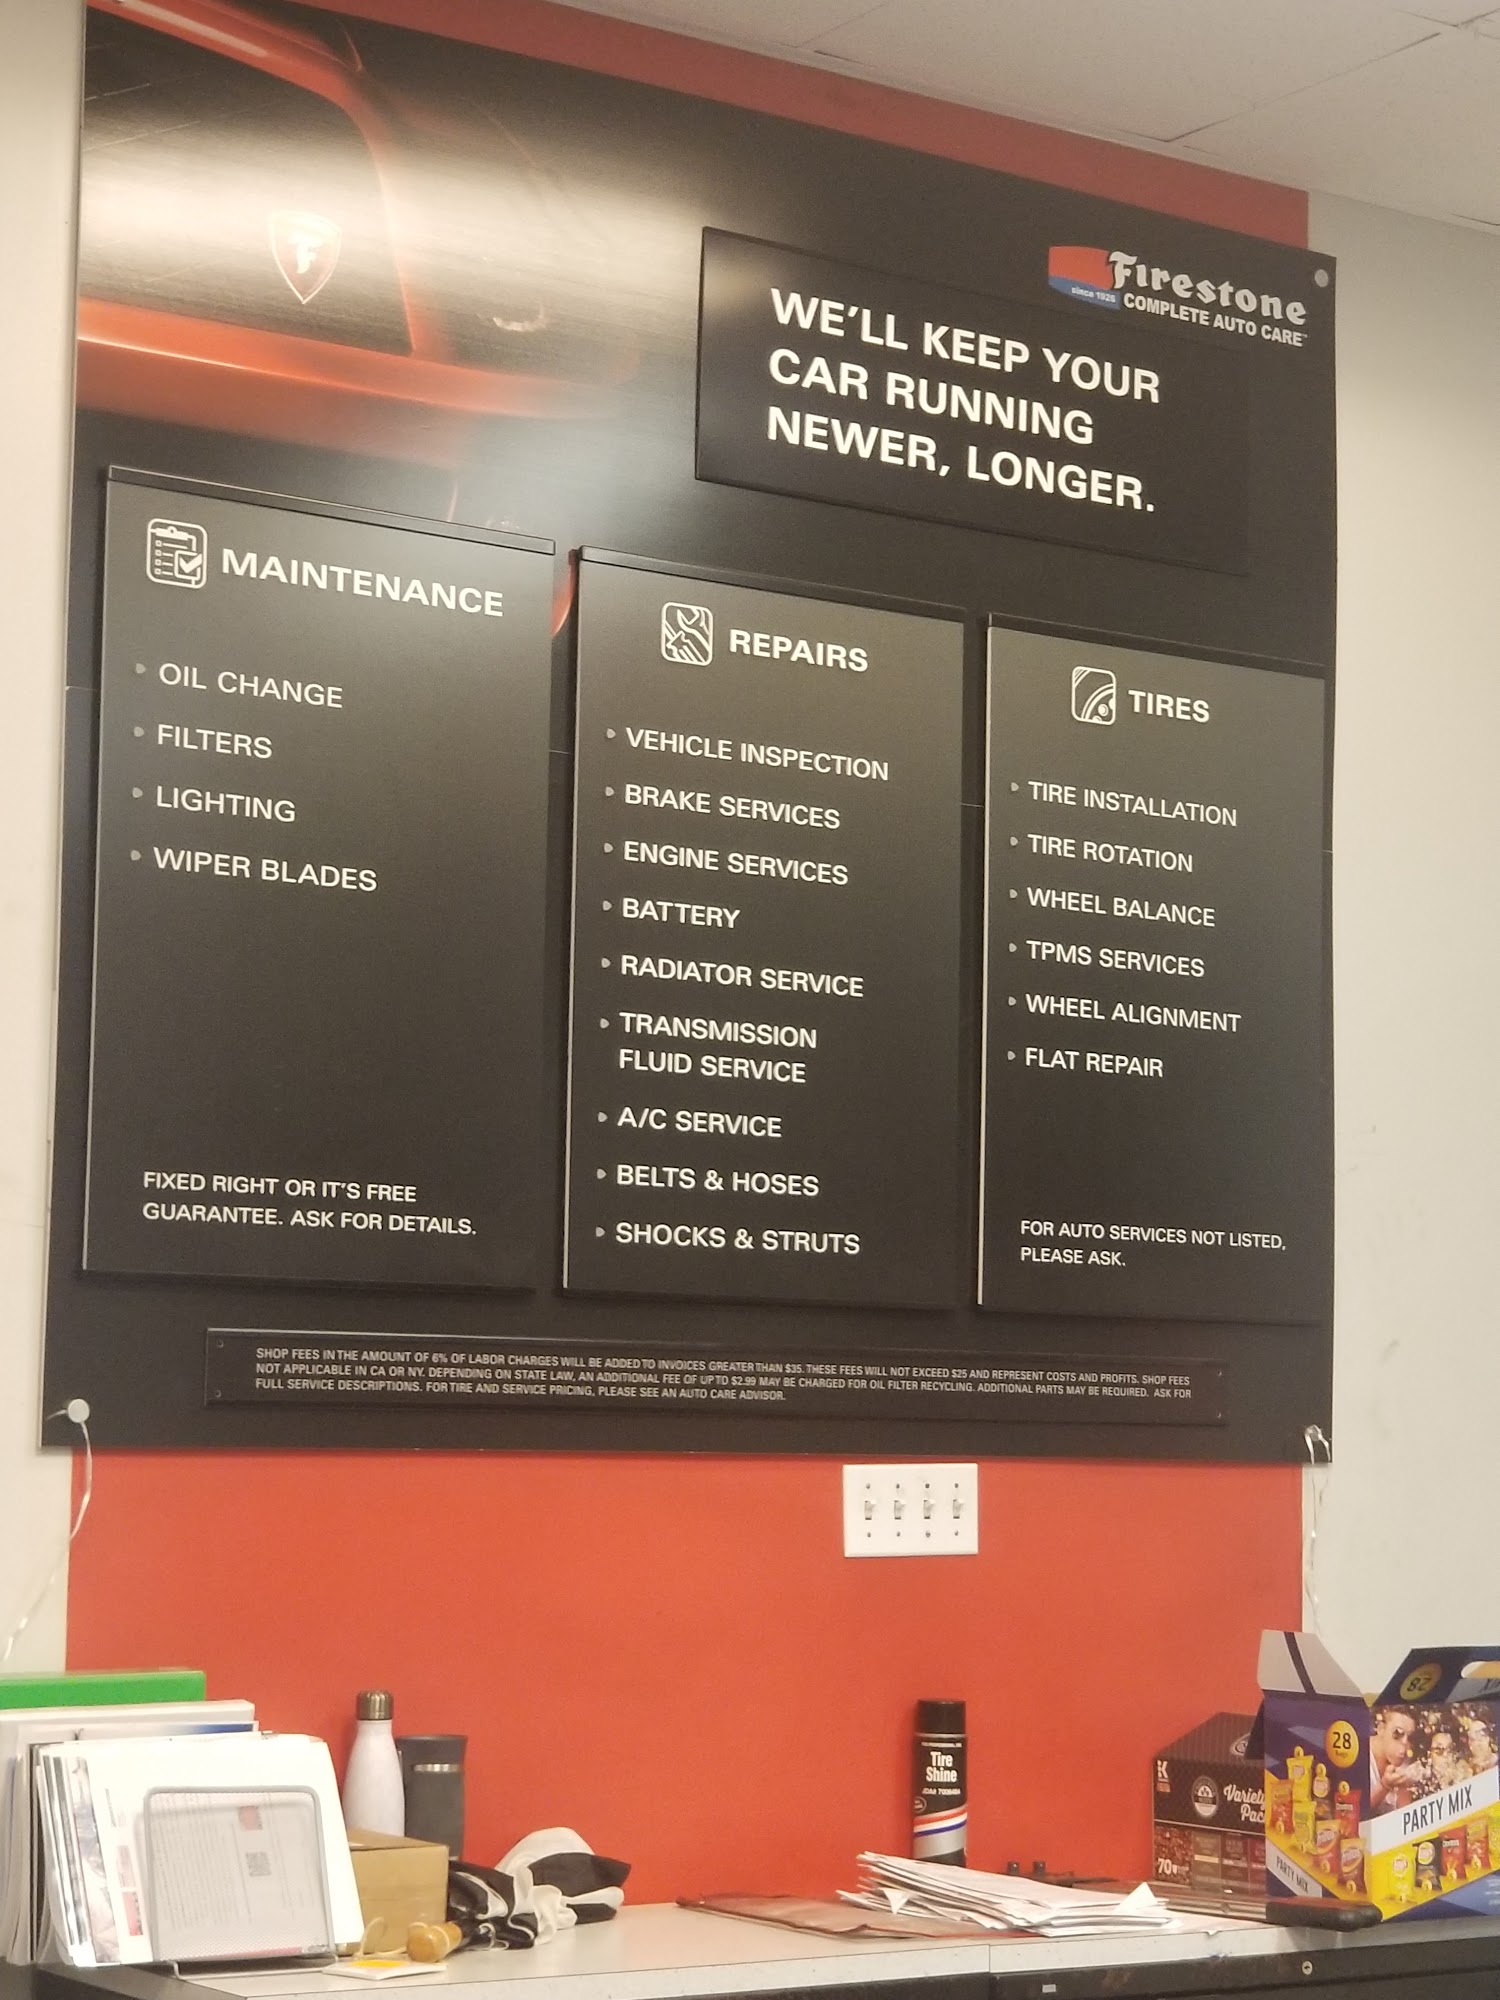 Firestone
since 1926
COMPLETE AUTO CARE
WE'LL KEEP YOUR
CAR RUNNING
NEWER, LONGER.
MAINTENANCE
OIL CHANGE
FILTERS
LIGHTING
WIPER BLADES
FIXED RIGHT OR IT'S FREE
GUARANTEE. ASK FOR DETAILS.
REPAIRS
VEHICLE INSPECTION
BRAKE SERVICES
ENGINE SERVICES
BATTERY
RADIATOR SERVICE
TRANSMISSION
FLUID SERVICE
A/C SERVICE
BELTS & HOSES
SHOCKS & STRUTS
TIRES
TIRE INSTALLATION
TIRE ROTATION
WHEEL BALANCE
TPMS SERVICES
WHEEL ALIGNMENT
FLAT REPAIR
FOR AUTO SERVICES NOT LISTED,
PLEASE ASK.
SHOP FEES IN THE AMOUNT OF 6% OF LABOR CHARGES WILL BE ADDED TO INVOICES GREATER THAN $35. THESE FEES WILL NOT EXCEED $25 AND REPRESENT COSTS AND PROFITS. SHOP FEES
NOT APPLICABLE IN CA OR NY. DEPENDING ON STATE LAW, AN ADDITIONAL FEE OF UP TO $2.99 MAY BE CHARGED FOR OIL FILTER RECYCLING. ADDITIONAL PARTS MAY BE REQUIRED. ASK FOR
FULL SERVICE DESCRIPTIONS. FOR TIRE AND SERVICE PRICING, PLEASE SEE AN AUTO CARE ADVISOR.
Tire
Shine
Variety
Pac
70
28
PARTY MIX
PARTY MIX
28